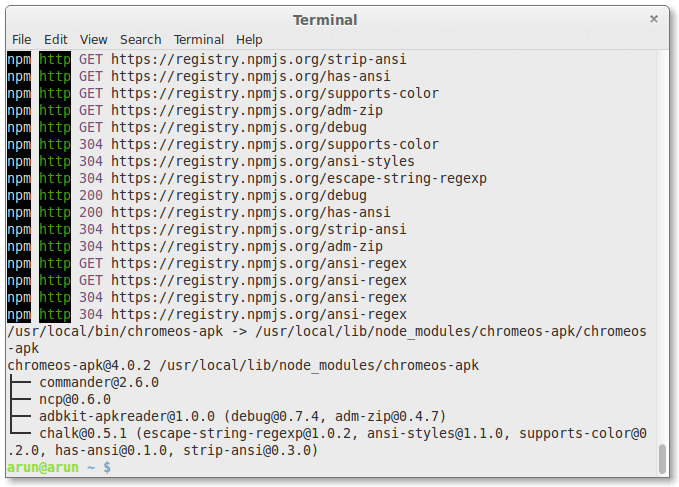 Terminal
File Edit View Search Terminal Help
npm http GET https://registry.npmjs.org/strip-ansi
npm http GET https://registry.npmjs.org/has-ansi
npm http GET https://registry.npmjs.org/supports-color
npm http GET https://registry.npmjs.org/adm-zip
npm http GET https://registry.npmjs.org/debug
npm http 304 https://registry.npmjs.org/supports-color
npm http 304 https://registry.npmjs.org/ansi-styles
npm http 304 https://registry.npmjs.org/escape-string-regexp
npm http 200 https://registry.npmjs.org/debug
npm http 200 https://registry.npmjs.org/has-ansi
npm http 304 https://registry.npmjs.org/strip-ansi
npm http 304 https://registry.npmjs.org/adm-zip
npm http GET https://registry.npmjs.org/ansi-regex
npm http GET https://registry.npmjs.org/ansi-regex
npm http 304 https://registry.npmjs.org/ansi-regex
npm http 304 https://registry.npmjs.org/ansi-regex
/usr/local/bin/chromeos-apk -> /usr/local/lib/node_modules/chromeos-apk/chromeos
-apk
chromeos-apk@4.0.2 /usr/local/lib/node_modules/chromeos-apk
├── commander@2.6.0
├── ncp@0.6.0
├── adbkit-apkreader@1.0.0 (debug@0.7.4, adm-zip@0.4.7)
└── chalk@0.5.1 (escape-string-regexp@1.0.2, ansi-styles@1.1.0, supports-color@0
.2.0, has-ansi@0.1.0, strip-ansi@0.3.0)
arun@arun ~ $